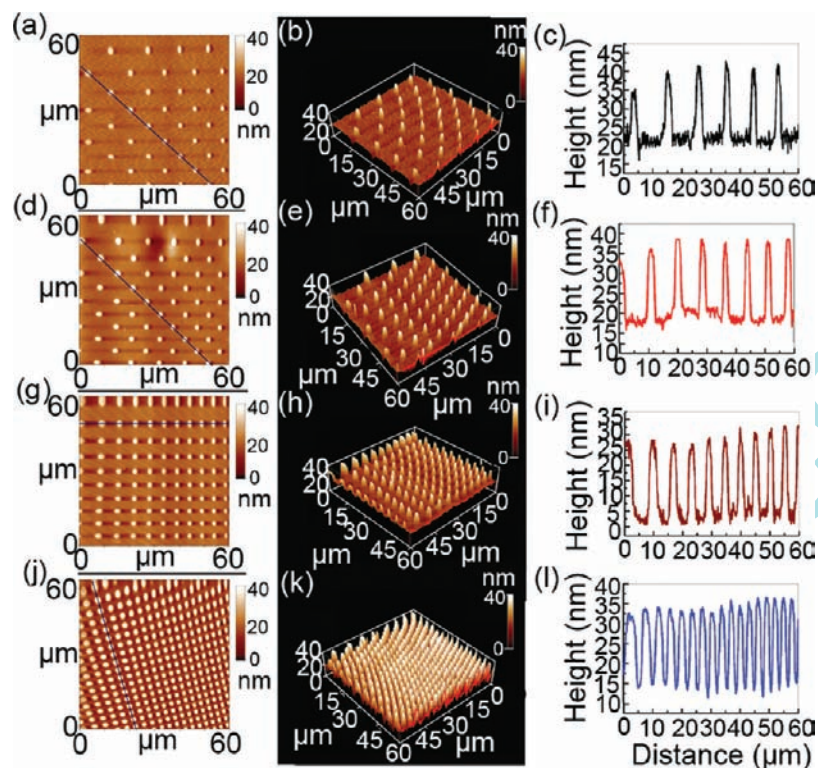 (a) 60 40 20 0 nm µm 0 µm 60
(b) nm 40 0 40 20 0 15 30 45 60 µm 0 15 30 45 µm
(c) Height (nm) 45 40 35 30 25 20 15 0 10 20 30 40 50 60
(d) 60 40 20 0 nm µm 0 µm 60
(e) nm 40 0 40 20 0 15 30 45 60 µm 0 15 30 45 µm
(f) Height (nm) 40 35 30 25 20 15 10 0 10 20 30 40 50 60
(g) 60 40 20 0 nm µm 0 µm 60
(h) nm 40 0 40 20 0 15 30 45 60 µm 0 15 30 45 µm
(i) Height (nm) 35 30 25 20 15 10 5 0 0 10 20 30 40 50 60
(j) 60 40 20 0 nm µm 0 µm 60
(k) nm 40 0 40 20 0 15 30 45 60 µm 0 15 30 45 µm
(l) Height (nm) 40 35 30 25 20 15 10 0 10 20 30 40 50 60
Distance (µm)